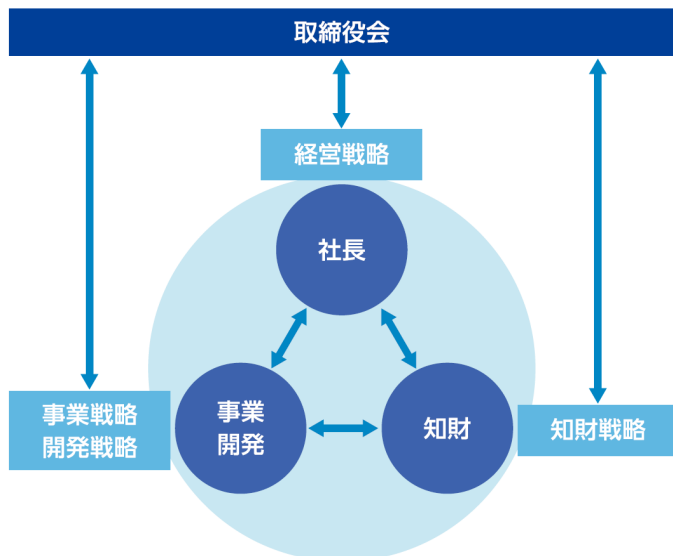 取締役会
経営戦略
社長
事業戦略
開発戦略
事業
開発
知財
知財戦略